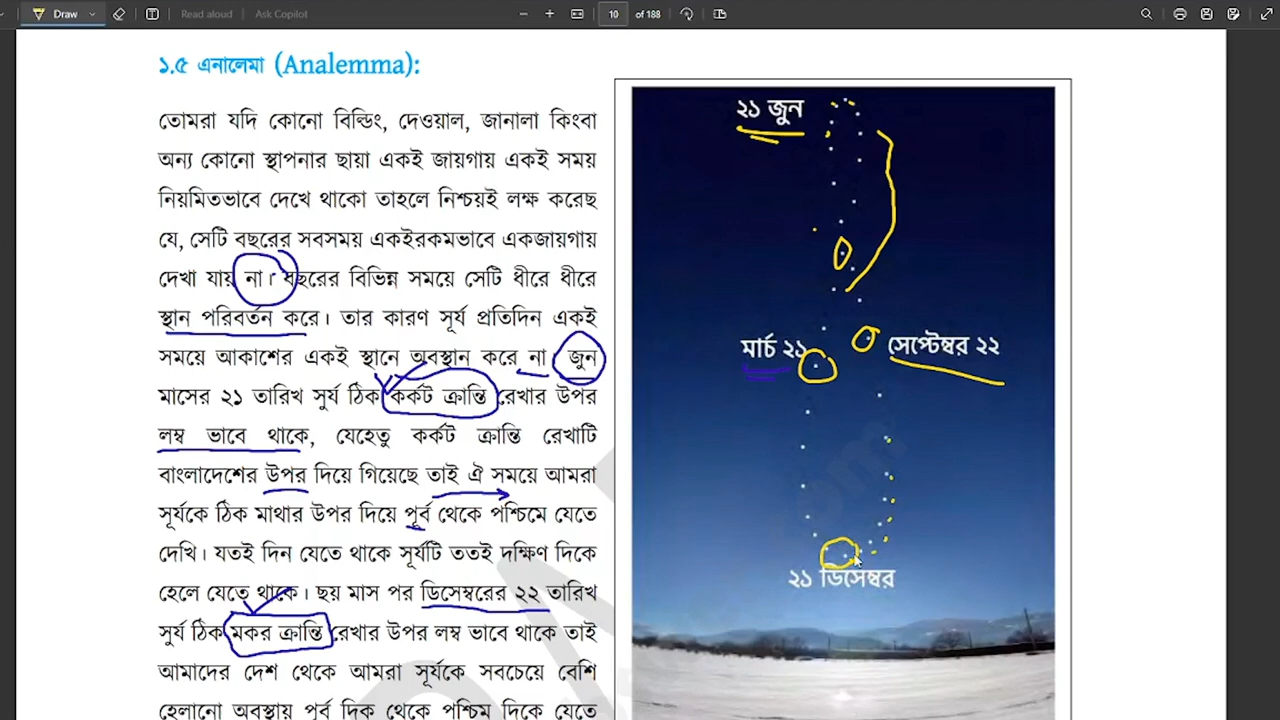 Draw
Read aloud
Ask Copilot
10 of 188
১.৫ এনালেমা (Analemma):
তোমরা যদি কোনো বিল্ডিং, দেওয়াল, জানালা কিংবা
অন্য কোনো স্থাপনার ছায়া একই জায়গায় একই সময়
নিয়মিতভাবে দেখে থাকো তাহলে নিশ্চয়ই লক্ষ করেছ
যে, সেটি বছরের সবসময় একইরকমভাবে একজায়গায়
দেখা যায় না। বছরের বিভিন্ন সময়ে সেটি ধীরে ধীরে
স্থান পরিবর্তন করে। তার কারণ সূর্য প্রতিদিন একই
সময়ে আকাশের একই স্থানে অবস্থান করে না জুন
মাসের ২১ তারিখ সুর্য ঠিক কর্কট ক্রান্তি রেখার উপর
লম্ব ভাবে থাকে, যেহেতু কর্কট ক্রান্তি রেখাটি
বাংলাদেশের উপর দিয়ে গিয়েছে তাই ঐ সময়ে আমরা
সূর্যকে ঠিক মাথার উপর দিয়ে পূর্ব থেকে পশ্চিমে যেতে
দেখি। যতই দিন যেতে থাকে সূর্যটি ততই দক্ষিণ দিকে
হেলে যেতে থাকে। ছয় মাস পর ডিসেম্বরের ২২ তারিখ
সুর্য ঠিক মকর ক্রান্তি রেখার উপর লম্ব ভাবে থাকে তাই
আমাদের দেশ থেকে আমরা সূর্যকে সবচেয়ে বেশি
হেলানো অবস্থায় পূর্ব দিক থেকে পশ্চিম দিকে যেতে
২১ জুন
মার্চ ২১
সেপ্টেম্বর ২২
২১ ডিসেম্বর